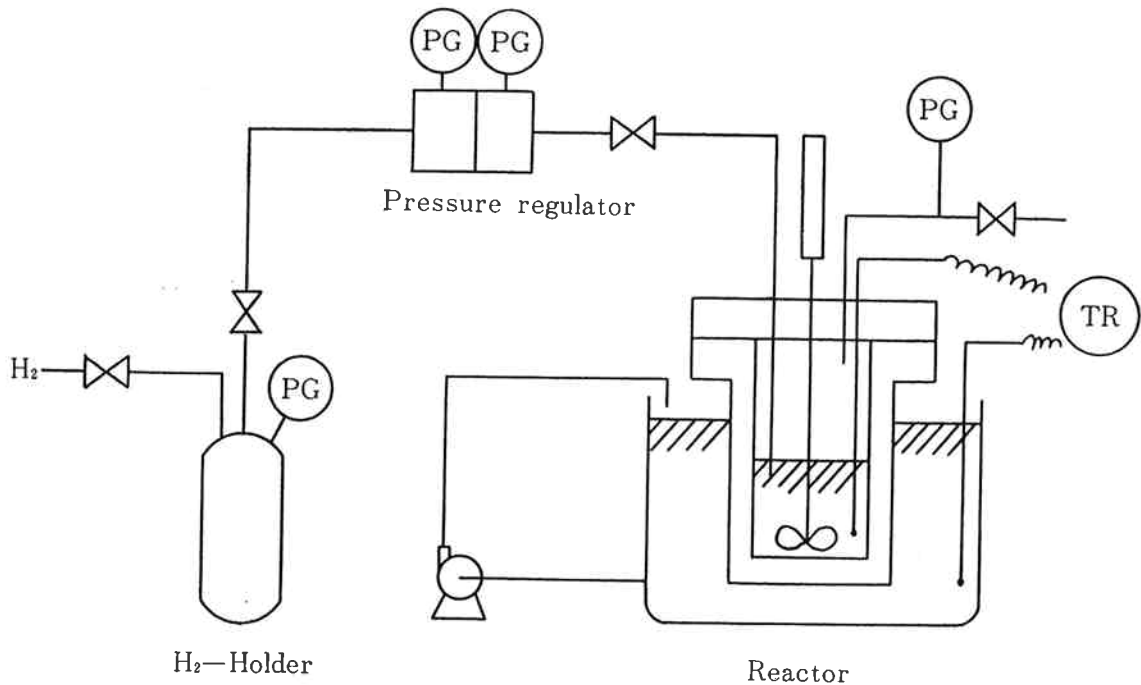 PG PG
PG
Pressure regulator
TR
H₂
PG
H₂—Holder
Reactor